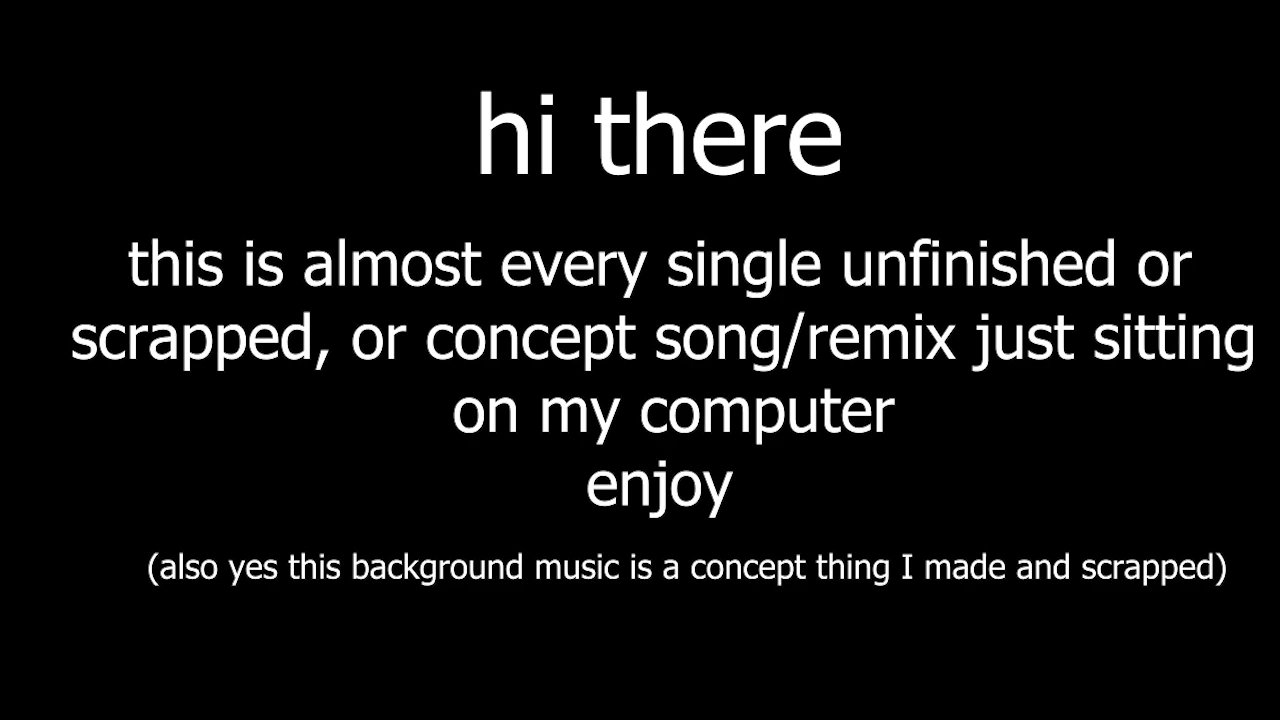 hi there
this is almost every single unfinished or
scrapped, or concept song/remix just sitting
on my computer
enjoy
(also yes this background music is a concept thing I made and scrapped)